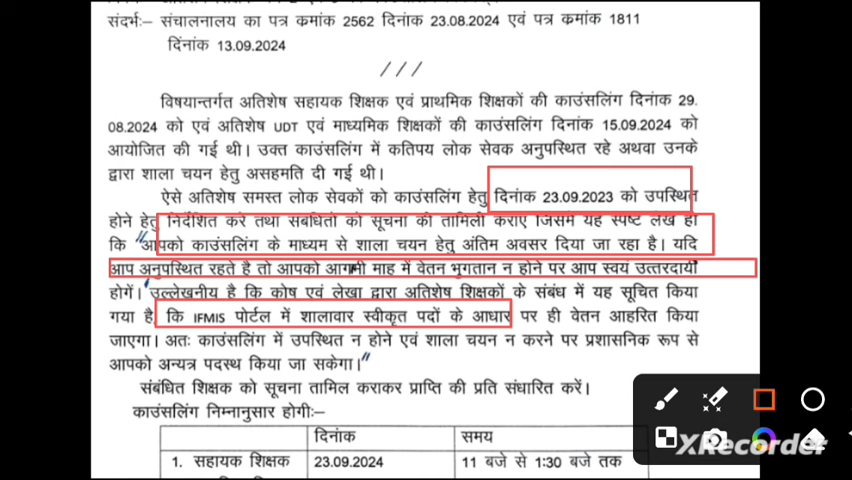 संदर्भः- संचालनालय का पत्र कमांक 2562 दिनांक 23.08.2024 एवं पत्र कमांक 1811
दिंनांक 13.09.2024
///
विषयान्तर्गत अतिशेष सहायक शिक्षक एवं प्राथमिक शिक्षकों की काउंसलिंग दिनांक 29.
08.2024 को एवं अतिशेष UDT एवं माध्यमिक शिक्षकों की काउंसलिंग दिनांक 15.09.2024 को
आयोजित की गई थी। उक्त काउंसलिंग में कतिपय लोक सेवक अनुपस्थित रहे अथवा उनके
द्वारा शाला चयन हेतु असहमति दी गई थी।
ऐसे अतिशेष समस्त लोक सेवकों को काउंसलिंग हेतु दिनांक 23.09.2023 को उपस्थित
होने हेतु निर्देशित करें तथा सबंधितों को सूचना की तामिली कराएं जिसमें यह स्पष्ट लेख हो
कि "आपको काउंसलिंग के माध्यम से शाला चयन हेतु अंतिम अवसर दिया जा रहा है। यदि
आप अनुपस्थित रहते है तो आपको आगामी माह में वेतन भुगतान न होने पर आप स्वयं उत्तरदायी
होगें। उल्लेखनीय है कि कोष एवं लेखा द्वारा अतिशेष शिक्षकों के संबंध में यह सूचित किया
गया है कि IFMIS पोर्टल में शालावार स्वीकृत पदों के आधार पर ही वेतन आहरित किया
जाएगा। अतः काउंसलिंग में उपस्थित न होने एवं शाला चयन न करने पर प्रशासनिक रूप से
आपको अन्यत्र पदस्थ किया जा सकेगा।"
संबंधित शिक्षक को सूचना तामिल कराकर प्राप्ति की प्रति संधारित करें।
काउंसलिंग निम्नानुसार होगीः-
दिनांक समय
1. सहायक शिक्षक 23.09.2024 11 बजे से 1:30 बजे तक
XRecorder